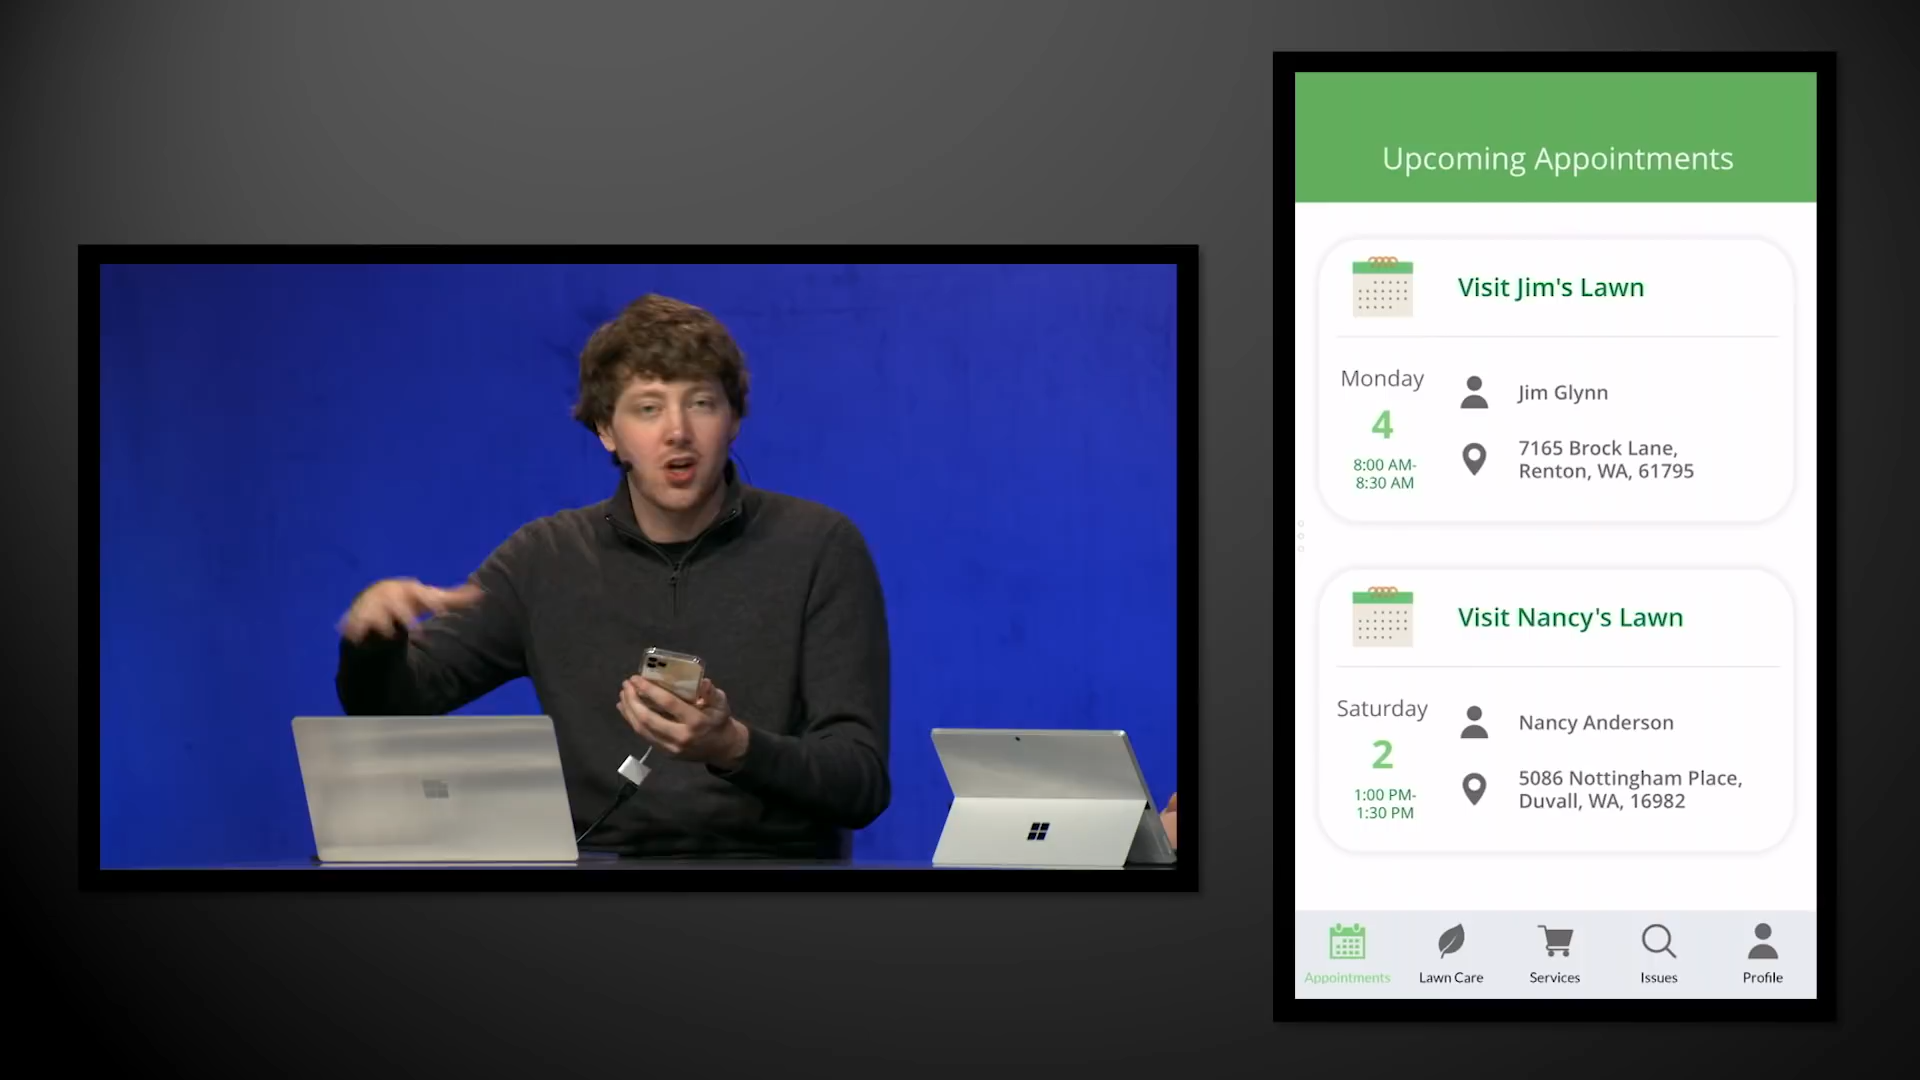 Upcoming Appointments
Visit Jim's Lawn
Monday
4
8:00 AM-
8:30 AM
Jim Glynn
7165 Brock Lane,
Renton, WA, 61795
Visit Nancy's Lawn
Saturday
2
1:00 PM-
1:30 PM
Nancy Anderson
5086 Nottingham Place,
Duvall, WA, 16982
Appointments
Lawn Care
Services
Issues
Profile